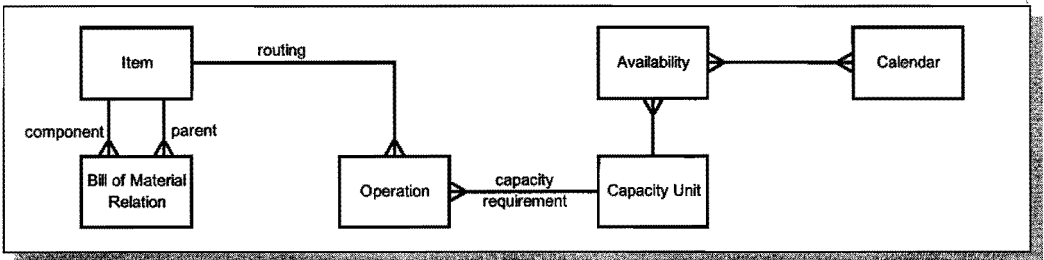 routing
Item
Availability
Calendar
component
parent
Bill of Material
Relation
Operation
capacity
requirement
Capacity Unit